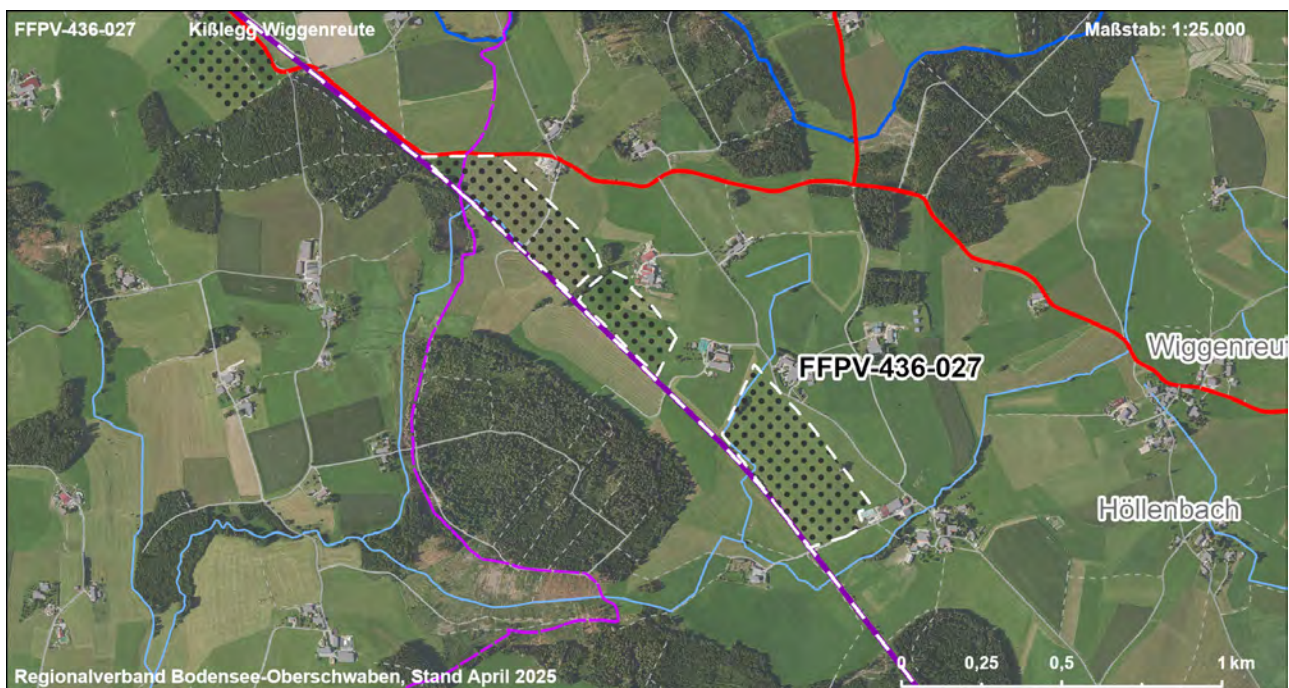 FFPV-436-027 Kißlegg Wiggenreute Maßstab: 1:25.000
Wiggenreut
FFPV-436-027
Höllenbach
0 0,25 0,5 1 km
Regionalverband Bodensee-Oberschwaben, Stand April 2025